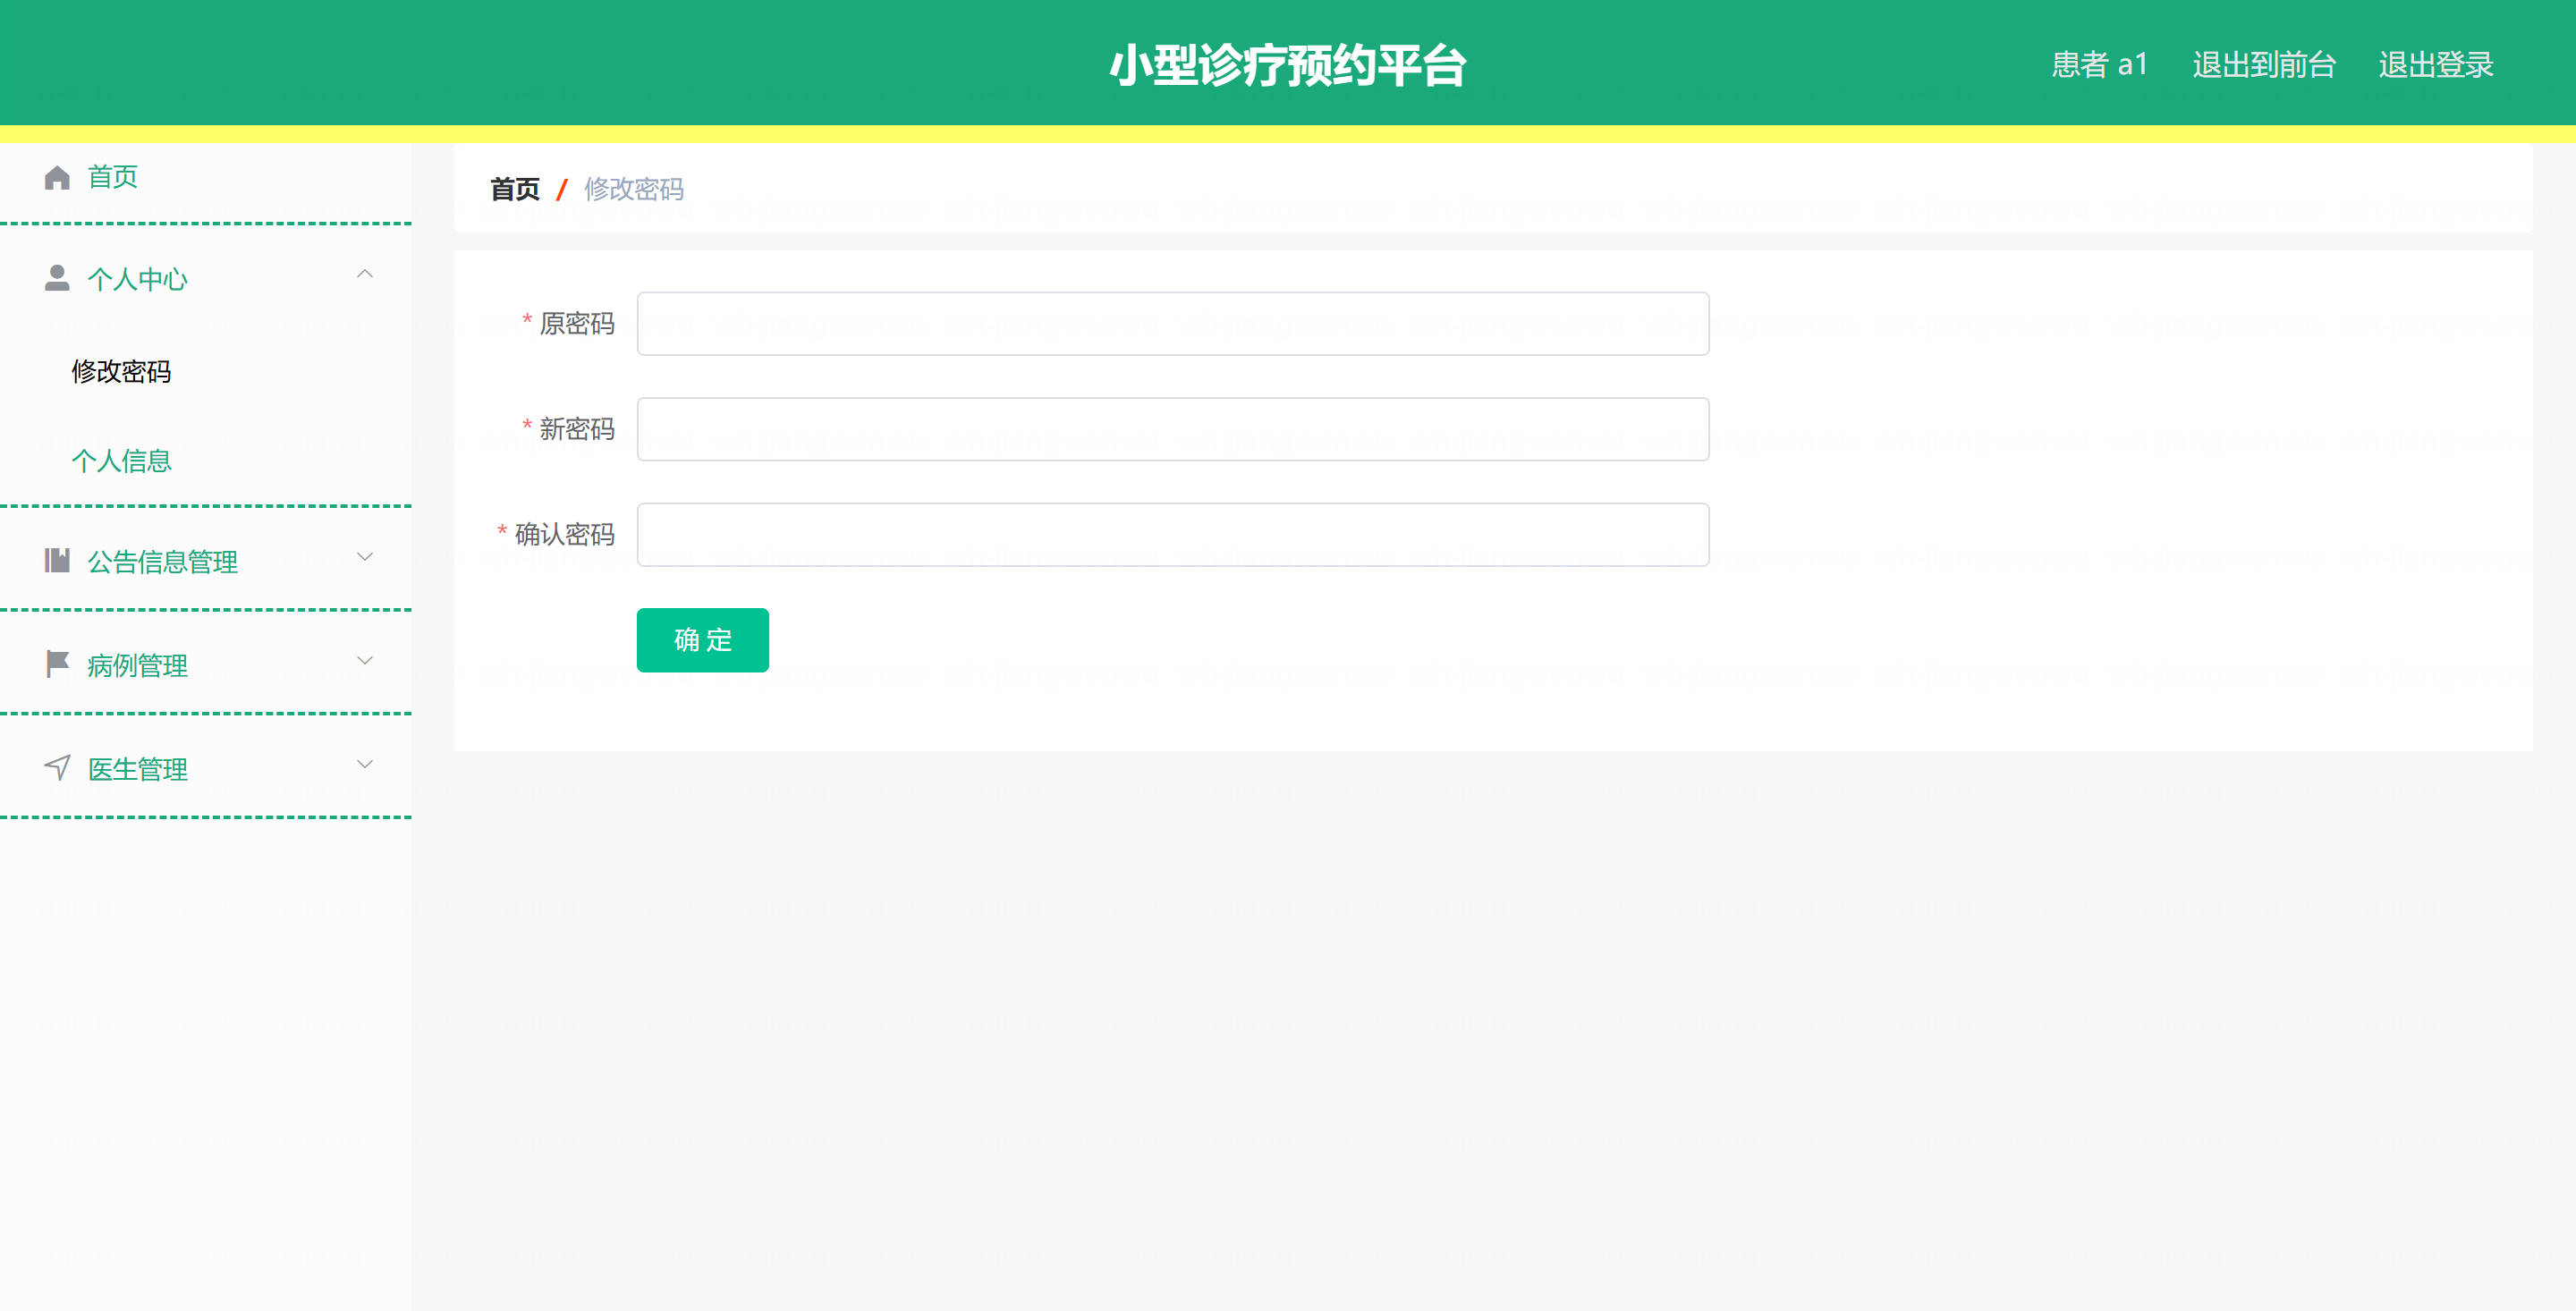 小型诊疗预约平台
患者 a1 退出到前台 退出登录
首页
个人中心
修改密码
个人信息
公告信息管理
病例管理
医生管理
首页 / 修改密码
* 原密码
* 新密码
* 确认密码
确 定